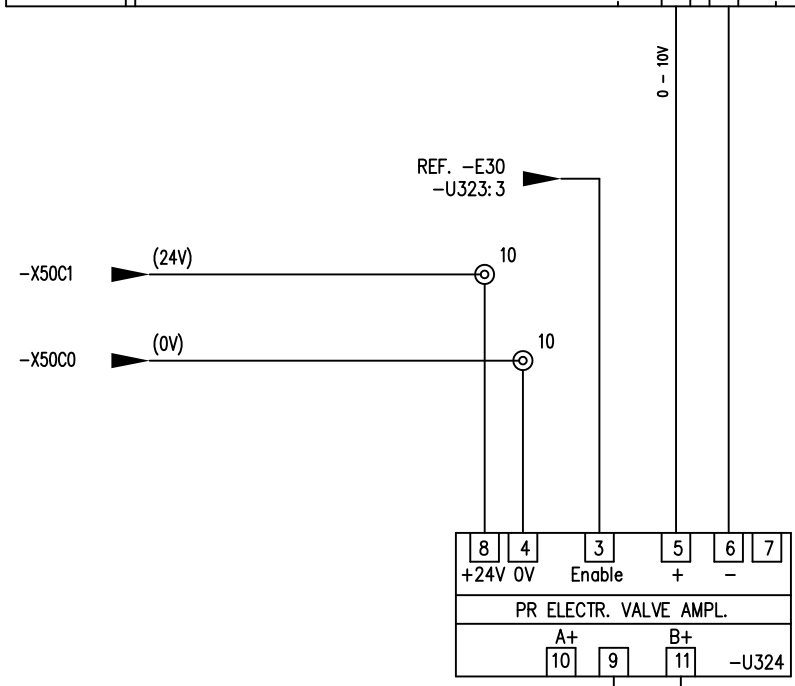 0 - 10V
REF. -E30
-U323:3
(24V)
10
-X50C1
(0V)
10
-X50C0
8 4 3 5 6 7
+24V 0V Enable + -
PR ELECTR. VALVE AMPL.
A+ B+
10 9 11 -U324